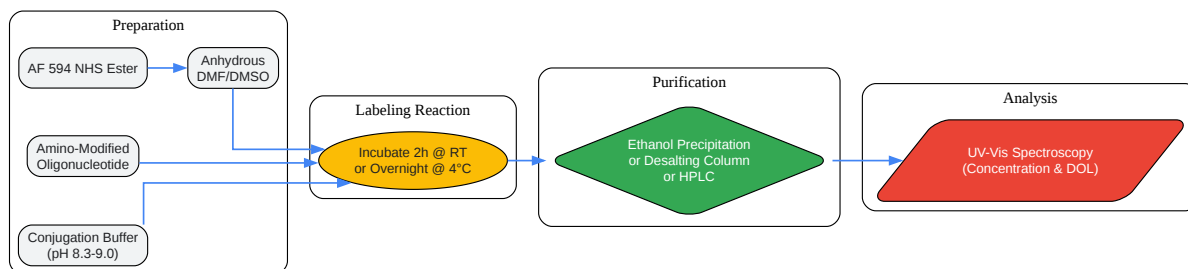 Preparation
AF 594 NHS Ester
Anhydrous
DMF/DMSO
Amino-Modified
Oligonucleotide
Conjugation Buffer
(pH 8.3-9.0)
Labeling Reaction
Incubate 2h @ RT
or Overnight @ 4°C
Purification
Ethanol Precipitation
or Desalting Column
or HPLC
Analysis
UV-Vis Spectroscopy
(Concentration & DOL)